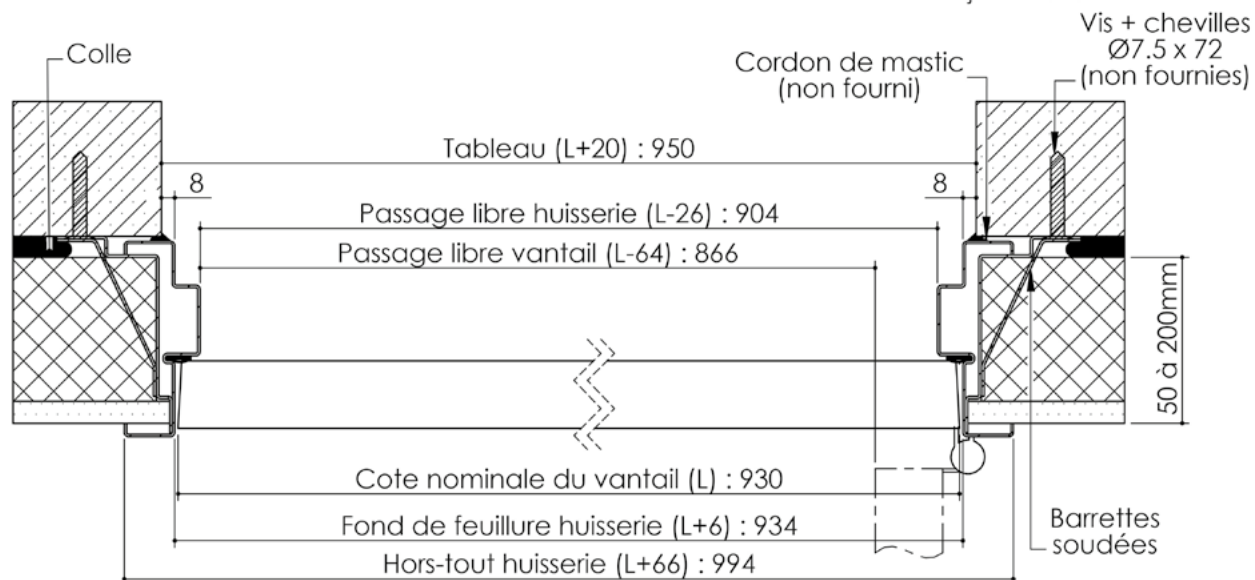 Vis + chevilles
Ø7.5 x 72
(non fournies)
Colle
Cordon de mastic
(non fourni)
Tableau (L+20) : 950
8
8
Passage libre huisserie (L-26) : 904
Passage libre vantail (L-64) : 866
50 à 200mm
Cote nominale du vantail (L) : 930
Fond de feuillure huisserie (L+6) : 934
Hors-tout huisserie (L+66) : 994
Barrettes
soudées